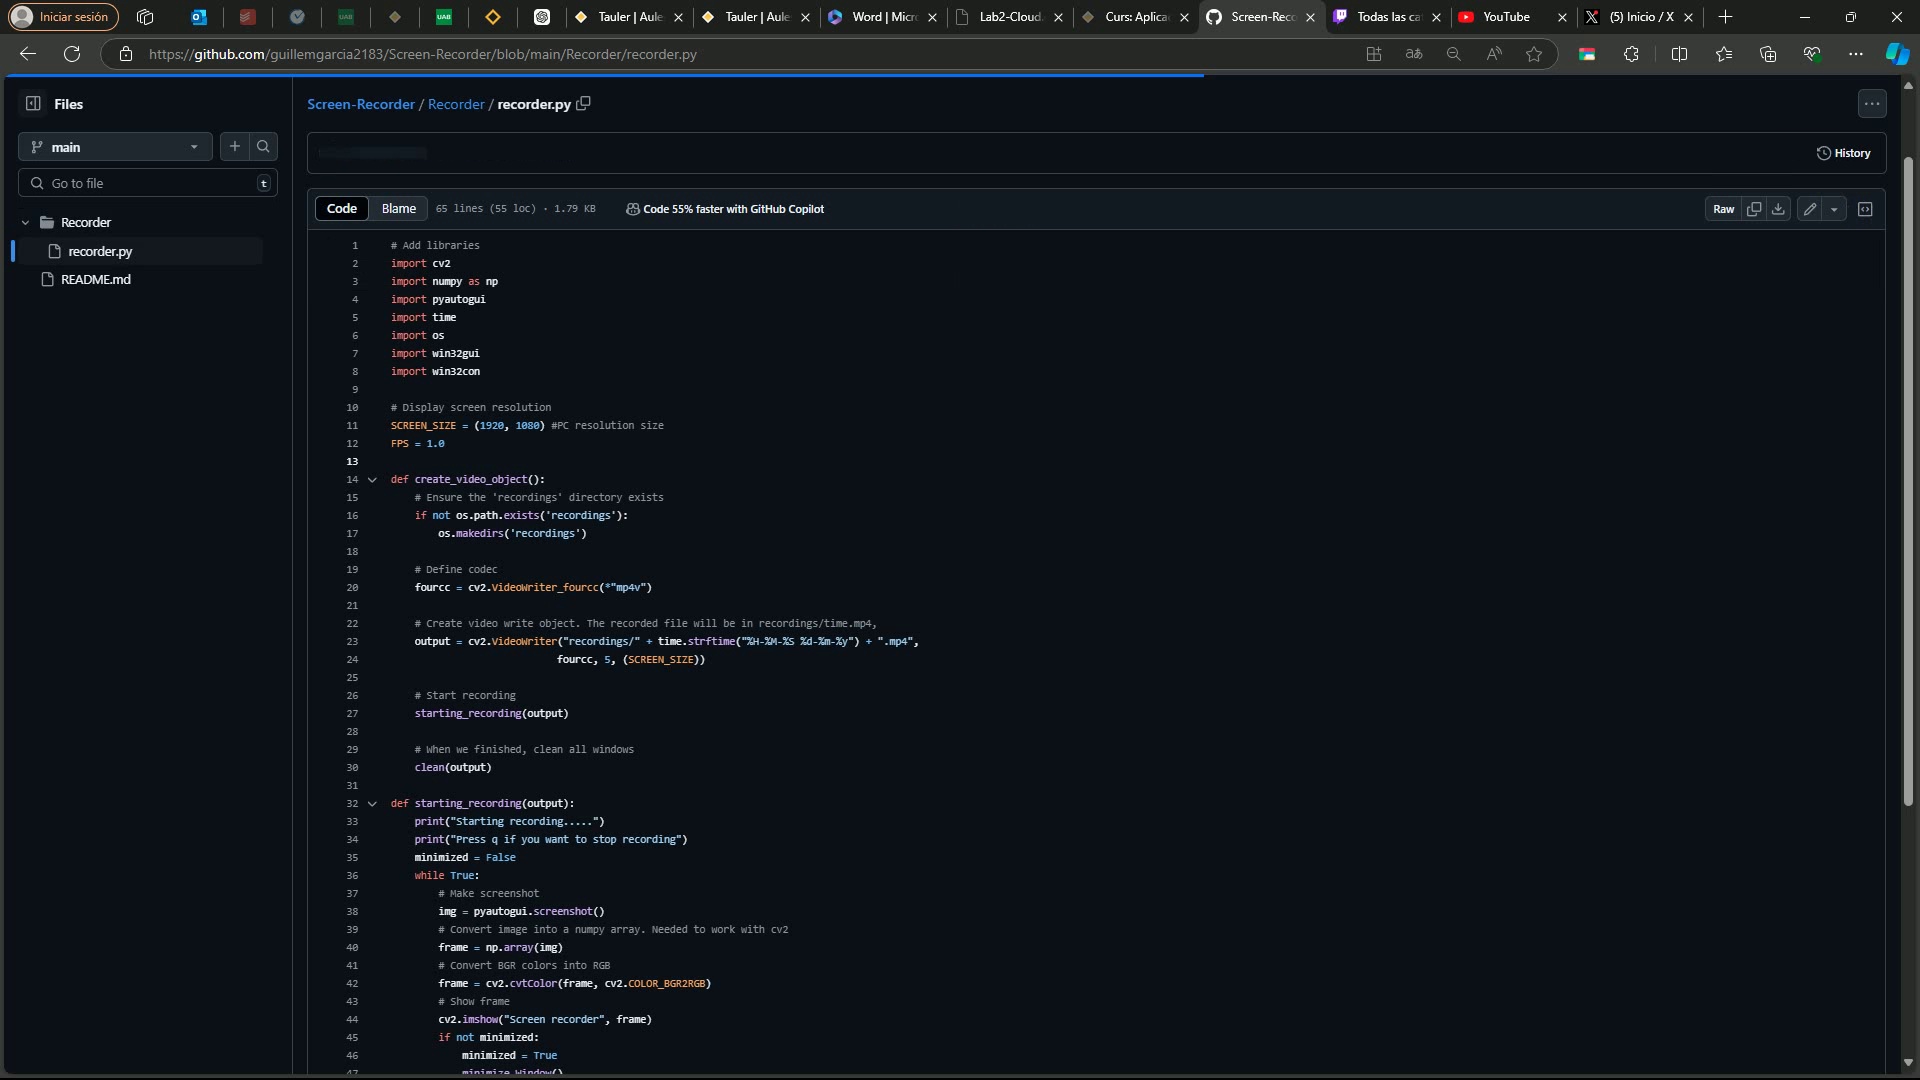 Iniciar sesión
UAB
UAB
Tauler | Aule
Tauler | Aule
Word | Micr
Lab2-Cloud
Curs: Aplica
Screen-Rec
Todas las ca
YouTube
(5) Inicio / X
https://github.com/guillemgarcia2183/Screen-Recorder/blob/main/Recorder/recorder.py
Files
Screen-Recorder / Recorder / recorder.py
main
History
Go to file
t
Code Blame 65 lines (55 loc) · 1.79 KB Code 55% faster with GitHub Copilot
Raw
Recorder
recorder.py
README.md
1 # Add libraries
2 import cv2
3 import numpy as np
4 import pyautogui
5 import time
6 import os
7 import win32gui
8 import win32con
9
10 # Display screen resolution
11 SCREEN_SIZE = (1920, 1080) #PC resolution size
12 FPS = 1.0
13
14 def create_video_object():
15 # Ensure the 'recordings' directory exists
16 if not os.path.exists('recordings'):
17 os.makedirs('recordings')
18
19 # Define codec
20 fourcc = cv2.VideoWriter_fourcc(*"mp4v")
21
22 # Create video write object. The recorded file will be in recordings/time.mp4,
23 output = cv2.VideoWriter("recordings/" + time.strftime("%H-%M-%S %d-%m-%y") + ".mp4",
24 fourcc, 5, (SCREEN_SIZE))
25
26 # Start recording
27 starting_recording(output)
28
29 # When we finished, clean all windows
30 clean(output)
31
32 def starting_recording(output):
33 print("Starting recording.....")
34 print("Press q if you want to stop recording")
35 minimized = False
36 while True:
37 # Make screenshot
38 img = pyautogui.screenshot()
39 # Convert image into a numpy array. Needed to work with cv2
40 frame = np.array(img)
41 # Convert BGR colors into RGB
42 frame = cv2.cvtColor(frame, cv2.COLOR_BGR2RGB)
43 # Show frame
44 cv2.imshow("Screen recorder", frame)
45 if not minimized:
46 minimized = True
47 minimize_Window()